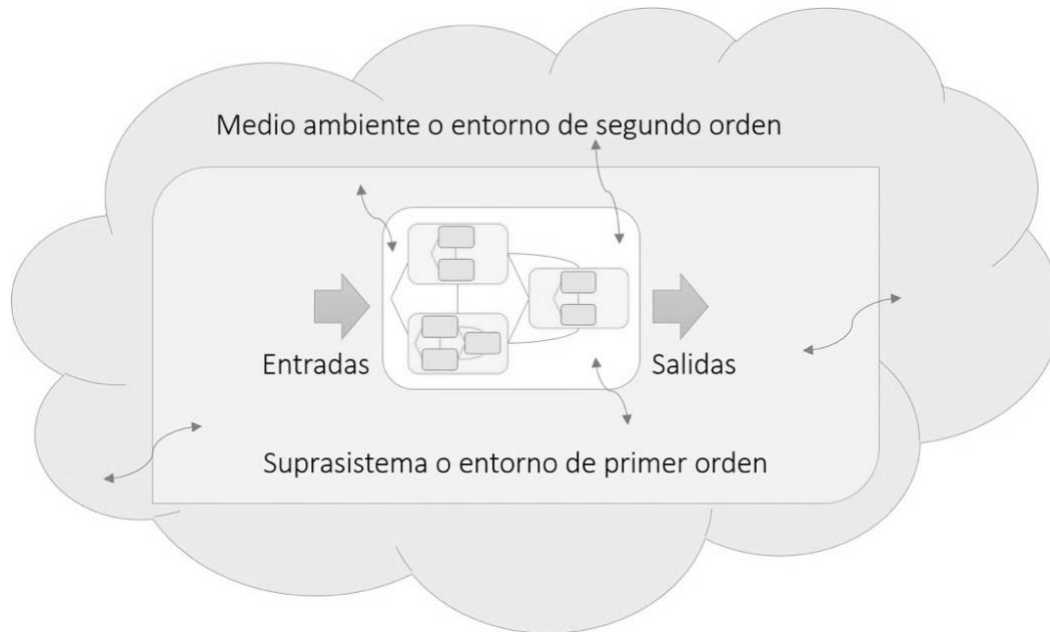 Medio ambiente o entorno de segundo orden
Entradas
Salidas
Suprasistema o entorno de primer orden